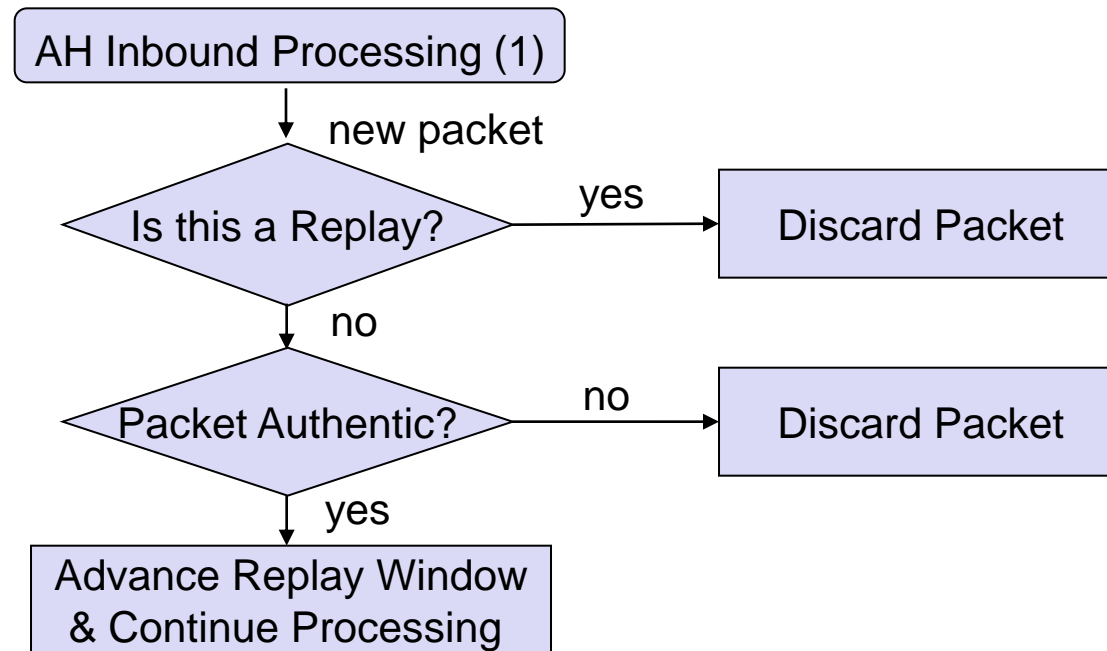 AH Inbound Processing (1)
new packet
Is this a Replay?
yes
Discard Packet
no
Packet Authentic?
no
Discard Packet
yes
Advance Replay Window
& Continue Processing